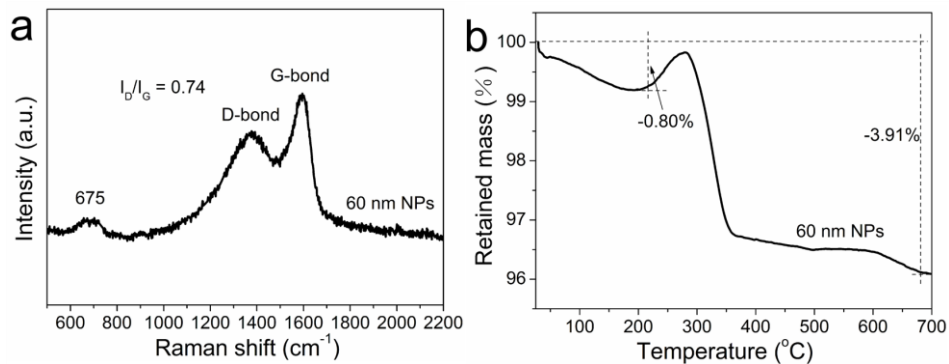 a
I_D/I_G = 0.74
G-bond
D-bond
675
60 nm NPs
Intensity (a.u.)
600 800 1000 1200 1400 1600 1800 2000 2200
Raman shift (cm⁻¹)
b
100
99
98
97
96
-0.80%
-3.91%
60 nm NPs
Retained mass (%)
100 200 300 400 500 600 700
Temperature (°C)